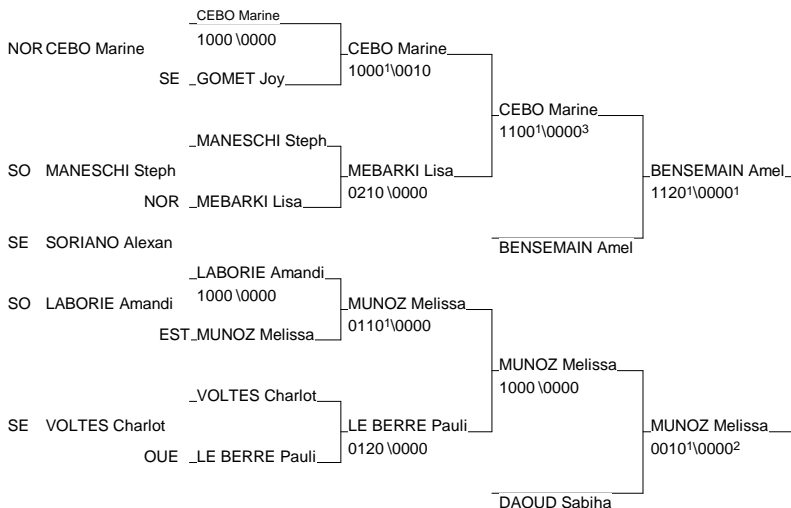 CEBO Marine
1000 \0000
NOR CEBO Marine
CEBO Marine
1000¹\0010
SE GOMET Joy
CEBO Marine
1100¹\0000³
MANESCHI Steph
SO MANESCHI Steph
MEBARKI Lisa
0210 \0000
BENSEMAIN Amel
1120¹\0000¹
NOR MEBARKI Lisa
SE SORIANO Alexan
BENSEMAIN Amel
LABORIE Amandi
1000 \0000
SO LABORIE Amandi
MUNOZ Melissa
0110¹\0000
EST MUNOZ Melissa
MUNOZ Melissa
1000 \0000
VOLTES Charlot
SE VOLTES Charlot
LE BERRE Pauli
0120 \0000
MUNOZ Melissa
0010¹\0000²
OUE LE BERRE Pauli
DAOUD Sabiha